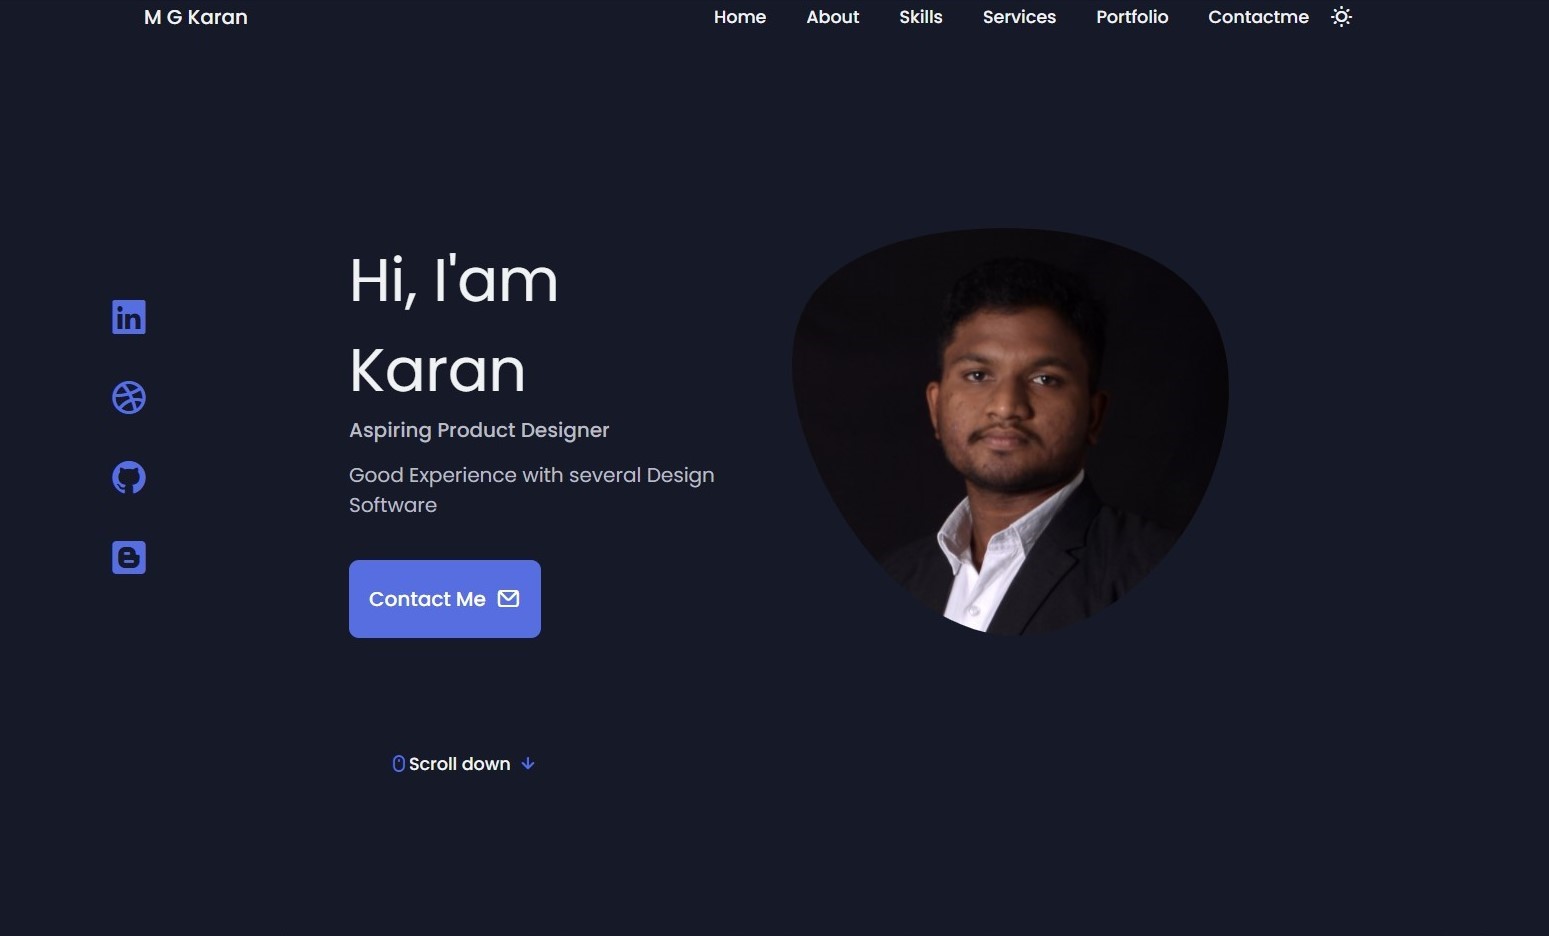 M G Karan
Home About Skills Services Portfolio Contactme
Hi, I'am
Karan
Aspiring Product Designer
Good Experience with several Design
Software
Contact Me
Scroll down
in
B